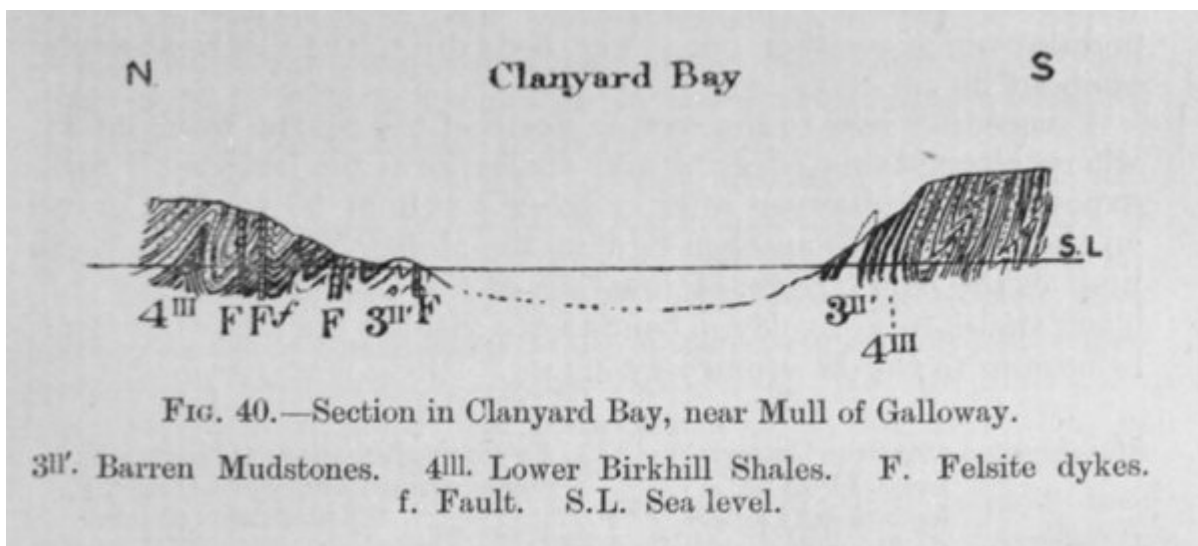 N Clanyard Bay S
S.L
4III F F f F 3II' F 3II'
4III
FIG. 40.—Section in Clanyard Bay, near Mull of Galloway.
3II'. Barren Mudstones. 4III. Lower Birkhill Shales. F. Felsite dykes.
f. Fault. S.L. Sea level.